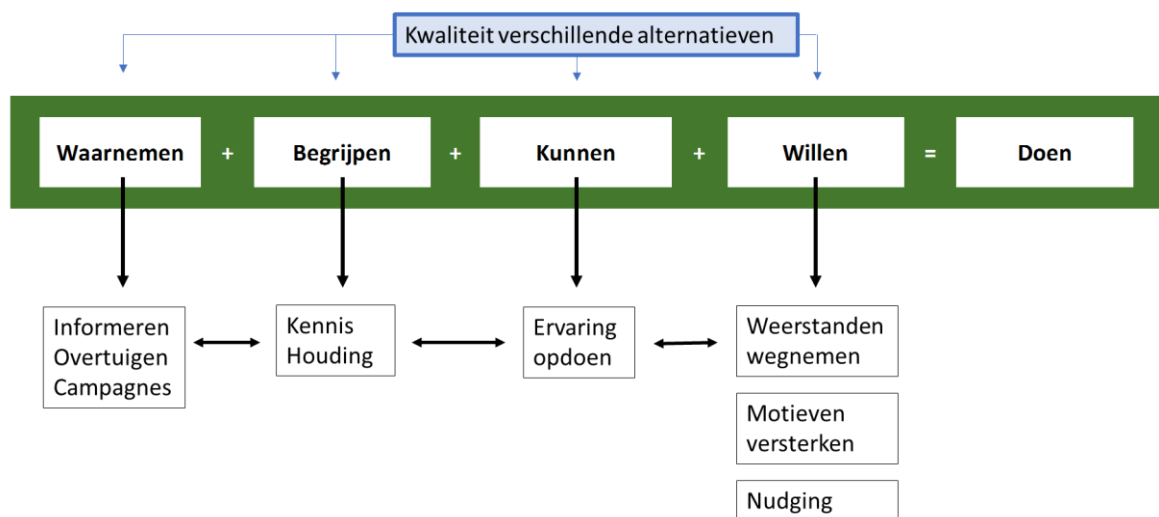 Kwaliteit verschillende alternatieven
Waarnemen + Begrijpen + Kunnen + Willen = Doen
Informeren
Overtuigen
Campagnes
Kennis
Houding
Ervaring
opdoen
Weerstanden
wegnemen
Motieven
versterken
Nudging